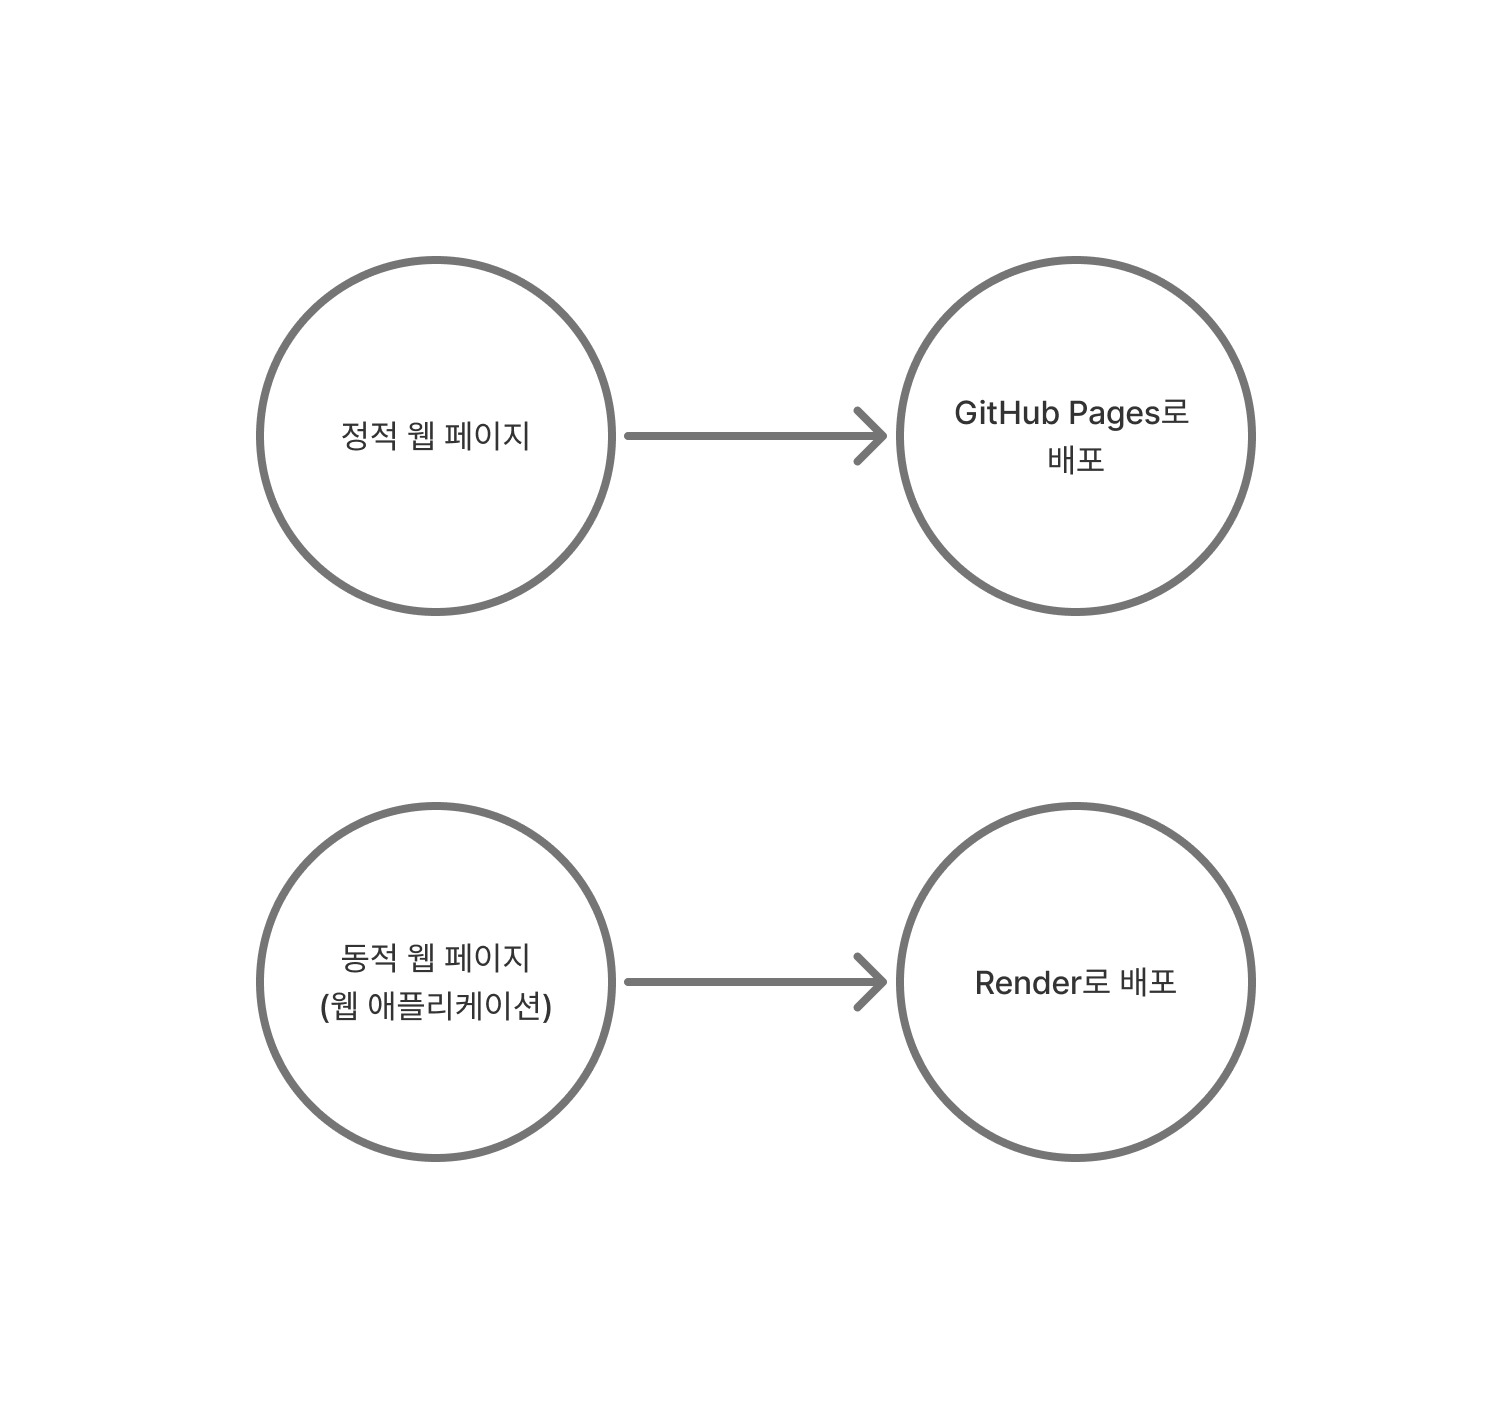 정적 웹 페이지
GitHub Pages로
배포
동적 웹 페이지
(웹 애플리케이션)
Render로 배포